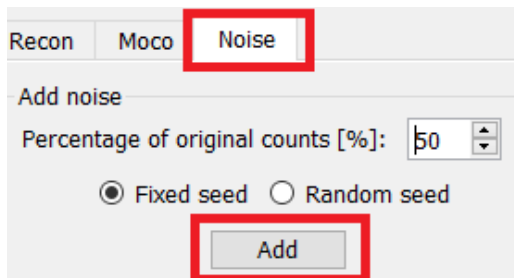 Recon Moco Noise
Add noise
Percentage of original counts [%]: 50
Fixed seed Random seed
Add